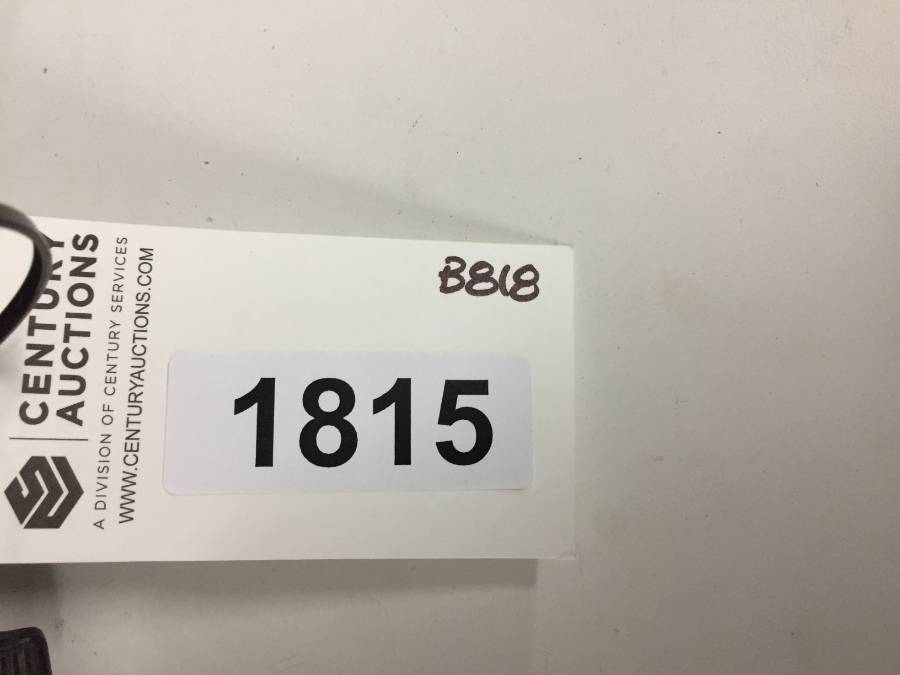 CENTURY
AUCTIONS
A DIVISION OF CENTURY SERVICES
WWW.CENTURYAUCTIONS.COM
B818
1815